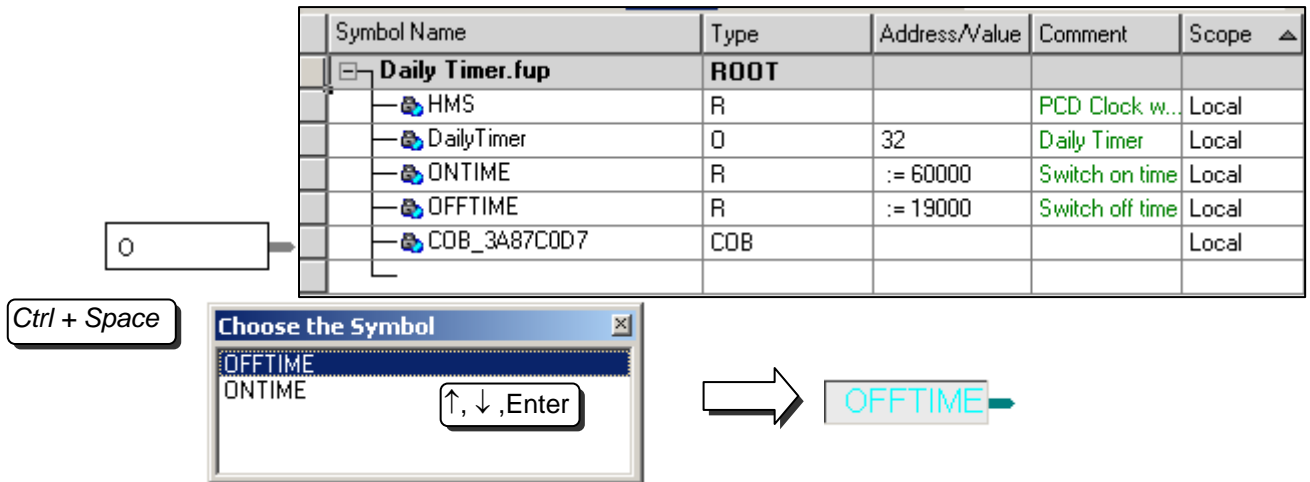 Symbol Name Type Address/Value Comment Scope
Daily Timer.fup ROOT
HMS R PCD Clock w... Local
DailyTimer O 32 Daily Timer Local
ONTIME R := 60000 Switch on time Local
OFFTIME R := 19000 Switch off time Local
O
COB_3A87C0D7 COB Local
Ctrl + Space
Choose the Symbol
OFFTIME
ONTIME
↑, ↓ ,Enter
OFFTIME